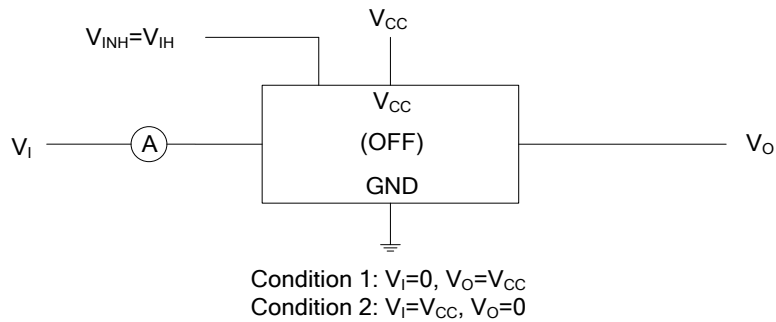 V_CC
V_INH=V_IH
V_CC
V_I
A
(OFF)
V_O
GND
Condition 1: V_I=0, V_O=V_CC
Condition 2: V_I=V_CC, V_O=0